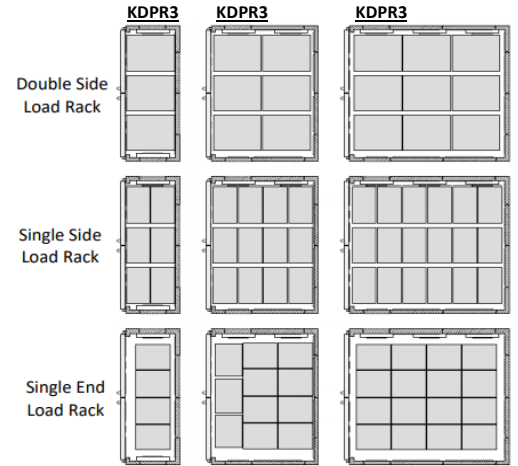 KDPR3 KDPR3 KDPR3
Double Side
Load Rack
Single Side
Load Rack
Single End
Load Rack